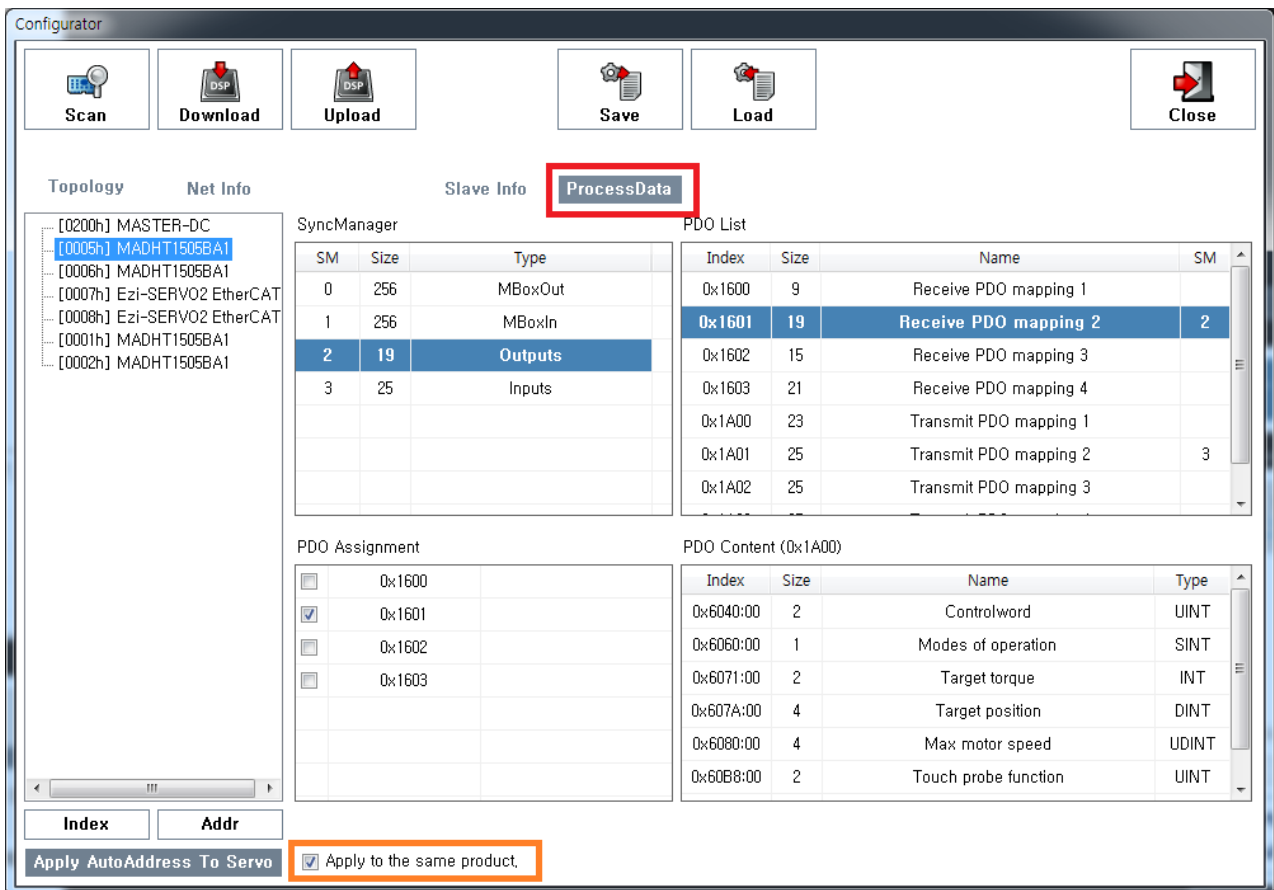 Configurator
Scan Download Upload Save Load Close
Topology Net Info Slave Info ProcessData
[0200h] MASTER-DC
[0005h] MADHT1505BA1
[0006h] MADHT1505BA1
[0007h] Ezi-SERVO2 EtherCAT
[0008h] Ezi-SERVO2 EtherCAT
[0001h] MADHT1505BA1
[0002h] MADHT1505BA1
SyncManager
SM Size Type
0 256 MBoxOut
1 256 MBoxIn
2 19 Outputs
3 25 Inputs
PDO List
Index Size Name SM
0x1600 9 Receive PDO mapping 1
0x1601 19 Receive PDO mapping 2 2
0x1602 15 Receive PDO mapping 3
0x1603 21 Receive PDO mapping 4
0x1A00 23 Transmit PDO mapping 1
0x1A01 25 Transmit PDO mapping 2 3
0x1A02 25 Transmit PDO mapping 3
PDO Assignment
0x1600
0x1601
0x1602
0x1603
PDO Content (0x1A00)
Index Size Name Type
0x6040:00 2 Controlword UINT
0x6060:00 1 Modes of operation SINT
0x6071:00 2 Target torque INT
0x607A:00 4 Target position DINT
0x6080:00 4 Max motor speed UDINT
0x60B8:00 2 Touch probe function UINT
Index Addr
Apply AutoAddress To Servo
Apply to the same product,